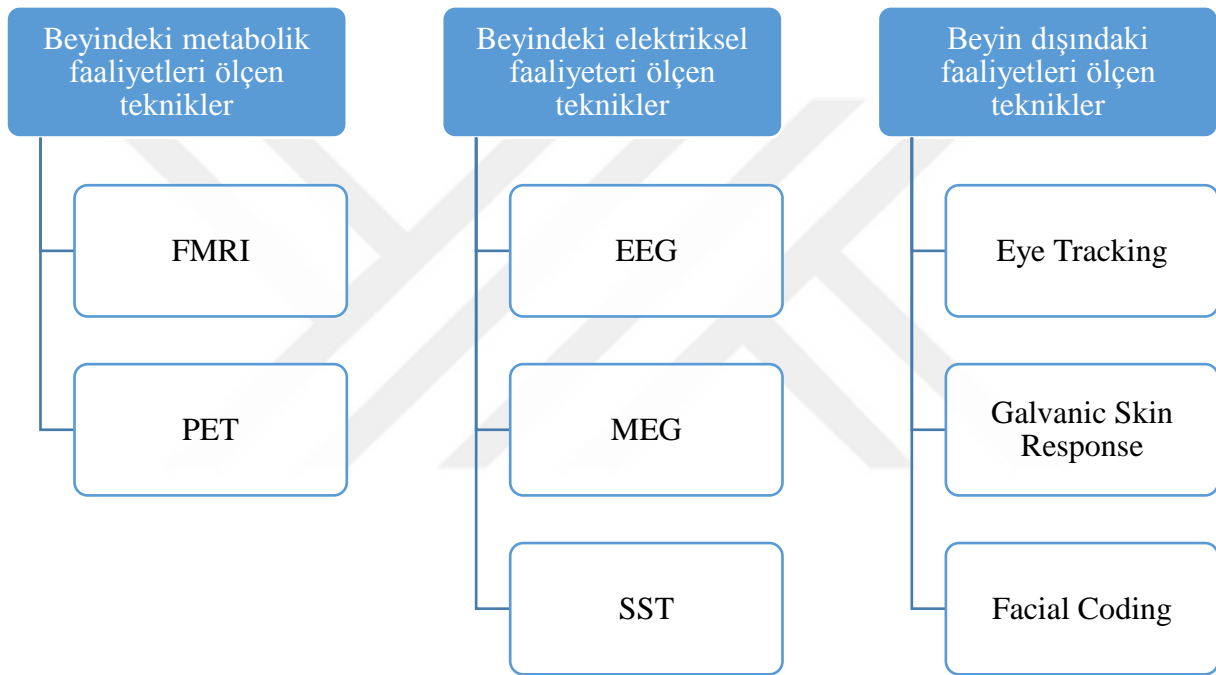 Beyindeki metabolik
faaliyetleri ölçen
teknikler
FMRI
PET
Beyindeki elektriksel
faaliyeteri ölçen
teknikler
EEG
MEG
SST
Beyin dışındaki
faaliyetleri ölçen
teknikler
Eye Tracking
Galvanic Skin
Response
Facial Coding